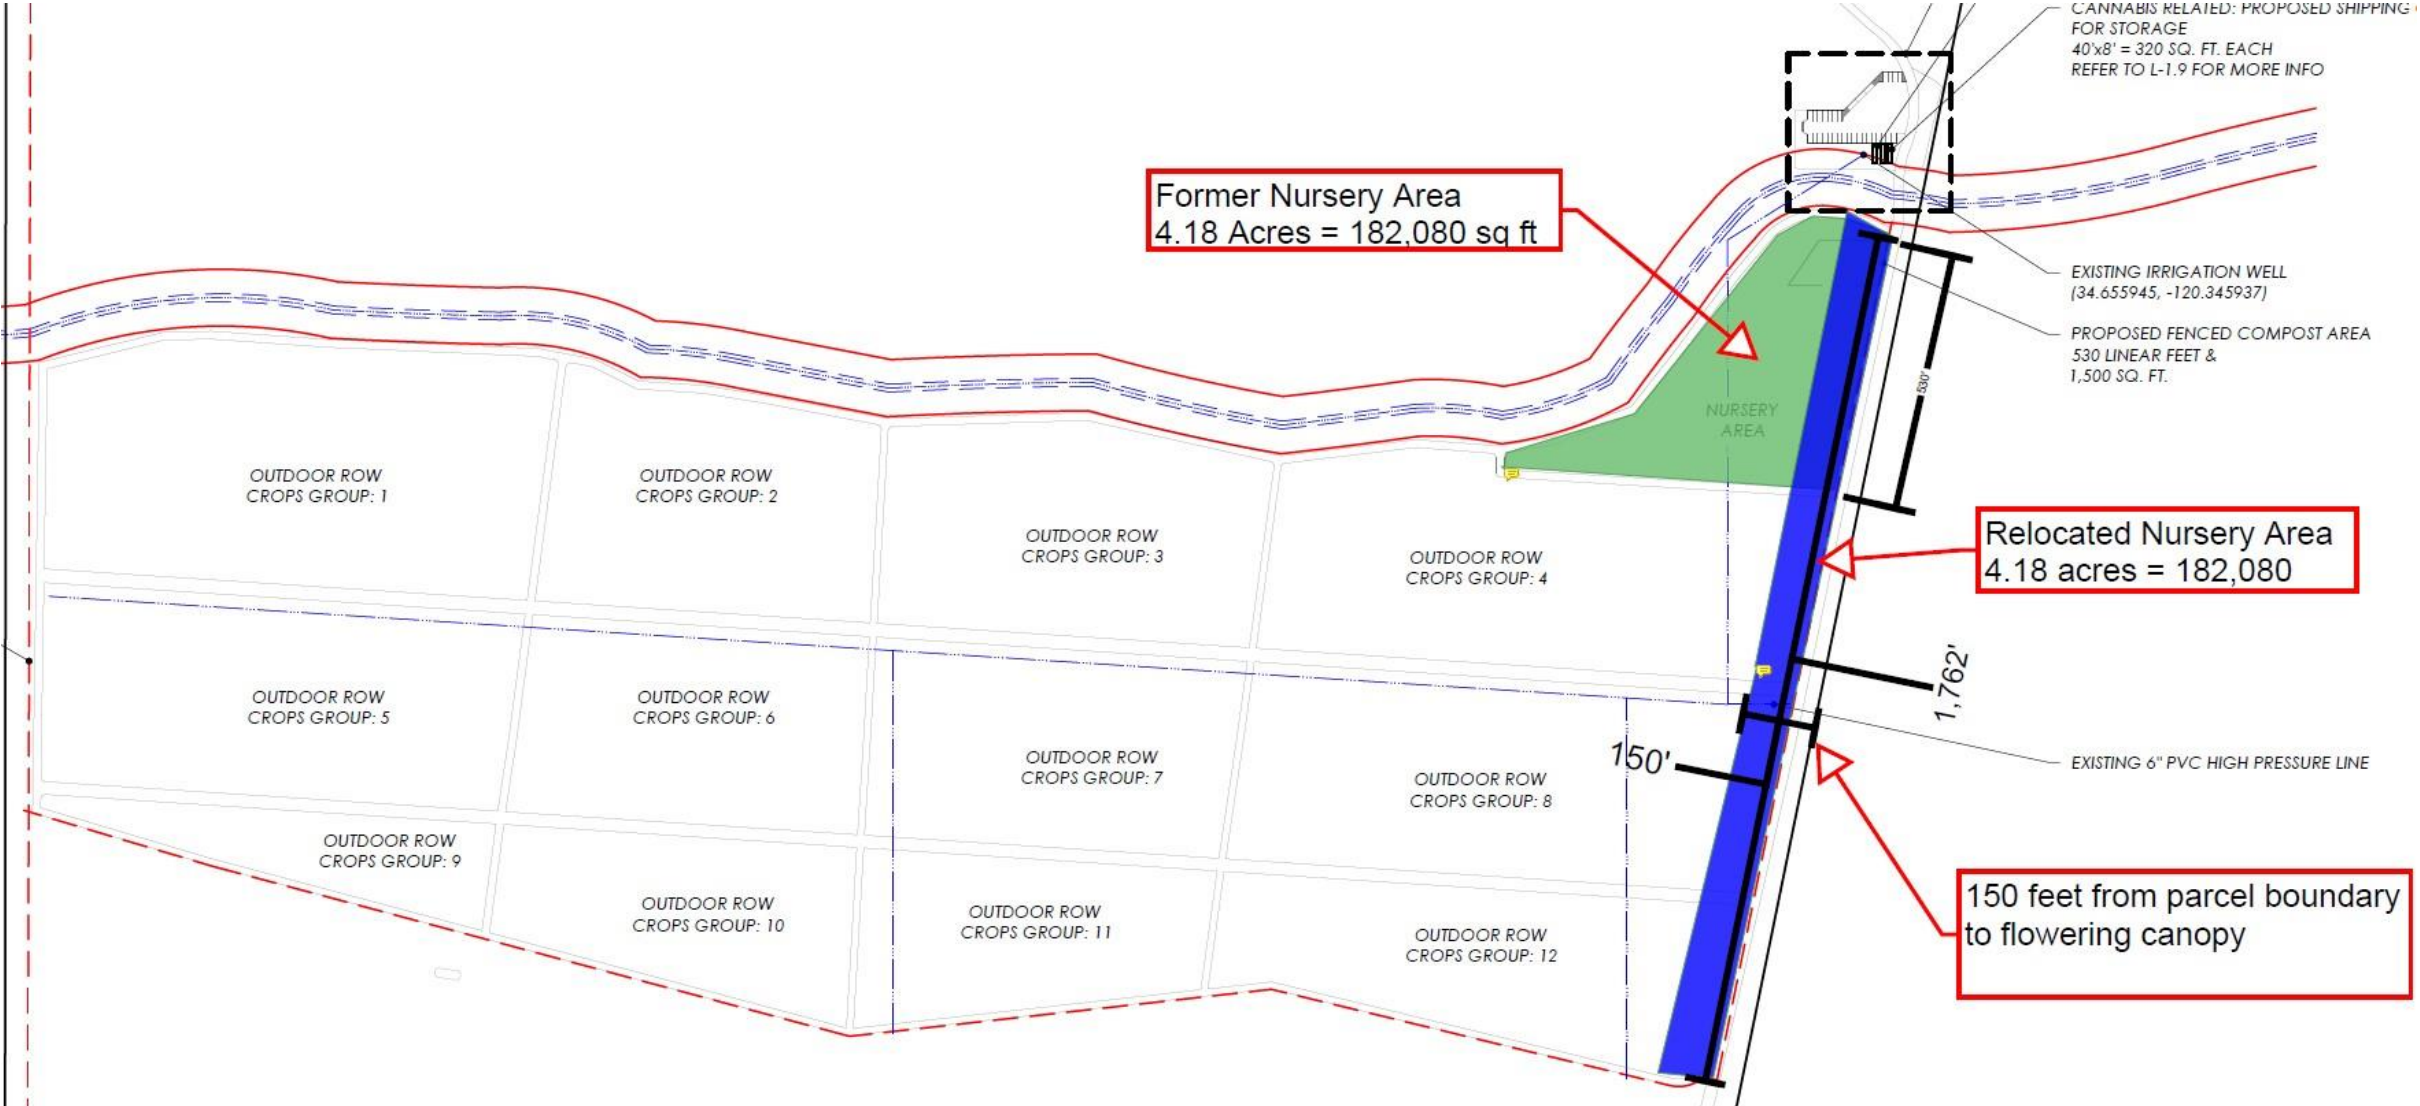 CANNABIS RELATED: PROPOSED SHIPPING
FOR STORAGE
40'x8' = 320 SQ. FT. EACH
REFER TO L-1.9 FOR MORE INFO
Former Nursery Area
4.18 Acres = 182,080 sq ft
EXISTING IRRIGATION WELL
(34.655945, -120.345937)
PROPOSED FENCED COMPOST AREA
530 LINEAR FEET &
1,500 SQ. FT.
530'
NURSERY
AREA
OUTDOOR ROW
CROPS GROUP: 1
OUTDOOR ROW
CROPS GROUP: 2
OUTDOOR ROW
CROPS GROUP: 3
OUTDOOR ROW
CROPS GROUP: 4
Relocated Nursery Area
4.18 acres = 182,080
OUTDOOR ROW
CROPS GROUP: 5
OUTDOOR ROW
CROPS GROUP: 6
OUTDOOR ROW
CROPS GROUP: 7
OUTDOOR ROW
CROPS GROUP: 8
1,762'
150'
EXISTING 6" PVC HIGH PRESSURE LINE
OUTDOOR ROW
CROPS GROUP: 9
OUTDOOR ROW
CROPS GROUP: 10
OUTDOOR ROW
CROPS GROUP: 11
OUTDOOR ROW
CROPS GROUP: 12
150 feet from parcel boundary
to flowering canopy